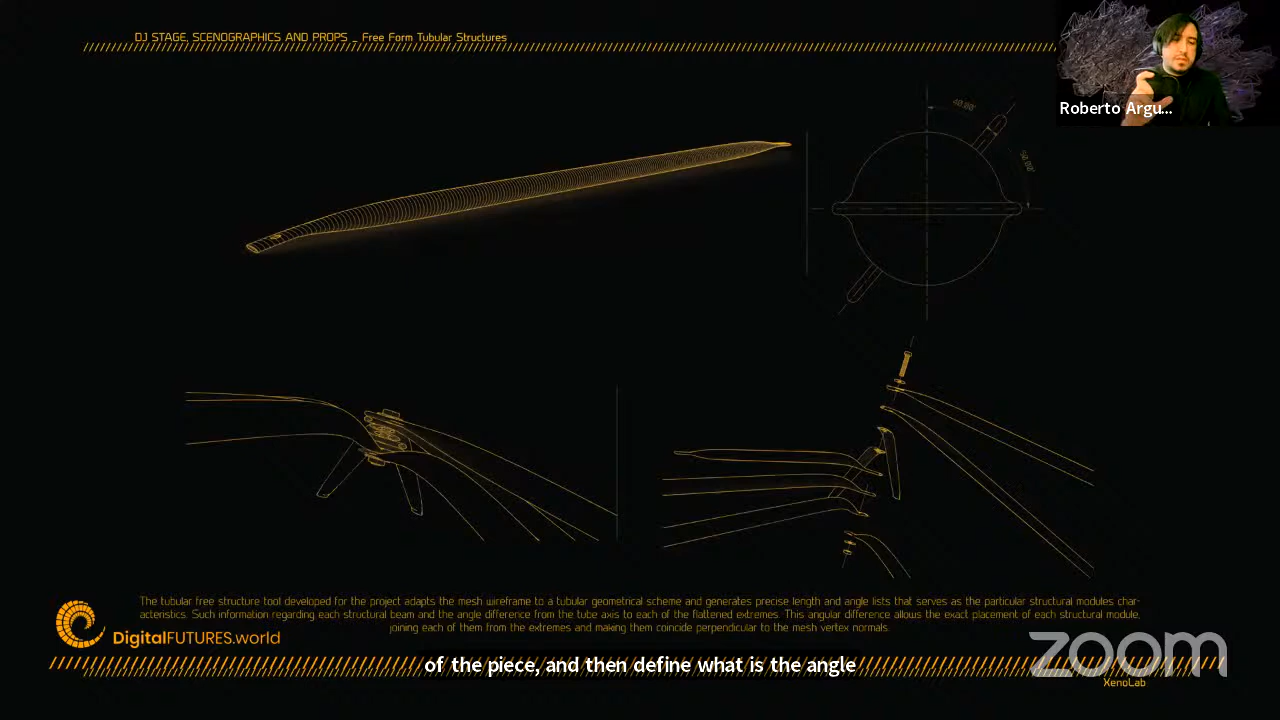 DJ STAGE, SCENOGRAPHICS AND PROPS _ Free Form Tubular Structures
Roberto Argu...
40.00°
50.00°
The tubular free structure tool developed for the project adapts the mesh wireframe to a tubular geometrical scheme and generates precise length and angle lists that serves as the particular structural modules char-
acteristics. Such information regarding each structural beam and the angle difference from the tube axis to each of the flattened extremes. This angular difference allows the exact placement of each structural module,
joining each of them from the extremes and making them coincide perpendicular to the mesh vertex normals.
DigitalFUTURES.world
zoom
of the piece, and then define what is the angle
XenoLab